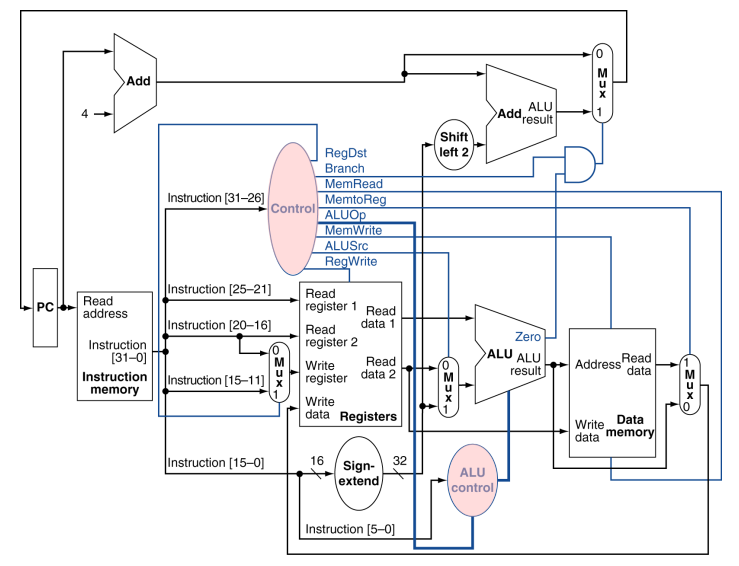 0
M
u
x
1
Add
4
Add
ALU
result
Shift
left 2
RegDst
Branch
MemRead
MemtoReg
ALUOp
MemWrite
ALUSrc
RegWrite
Control
Instruction [31–26]
Instruction [25–21]
Instruction [20–16]
Instruction [15–11]
Instruction [15–0]
Instruction [5–0]
PC
Read
address
Instruction
[31–0]
Instruction
memory
0
M
u
x
1
Read
register 1
Read
register 2
Write
register
Write
data
Read
data 1
Read
data 2
Registers
0
M
u
x
1
Zero
ALU
ALU
result
Address
Read
data
Write
data
Data
memory
1
M
u
x
0
16
Sign-
extend
32
ALU
control